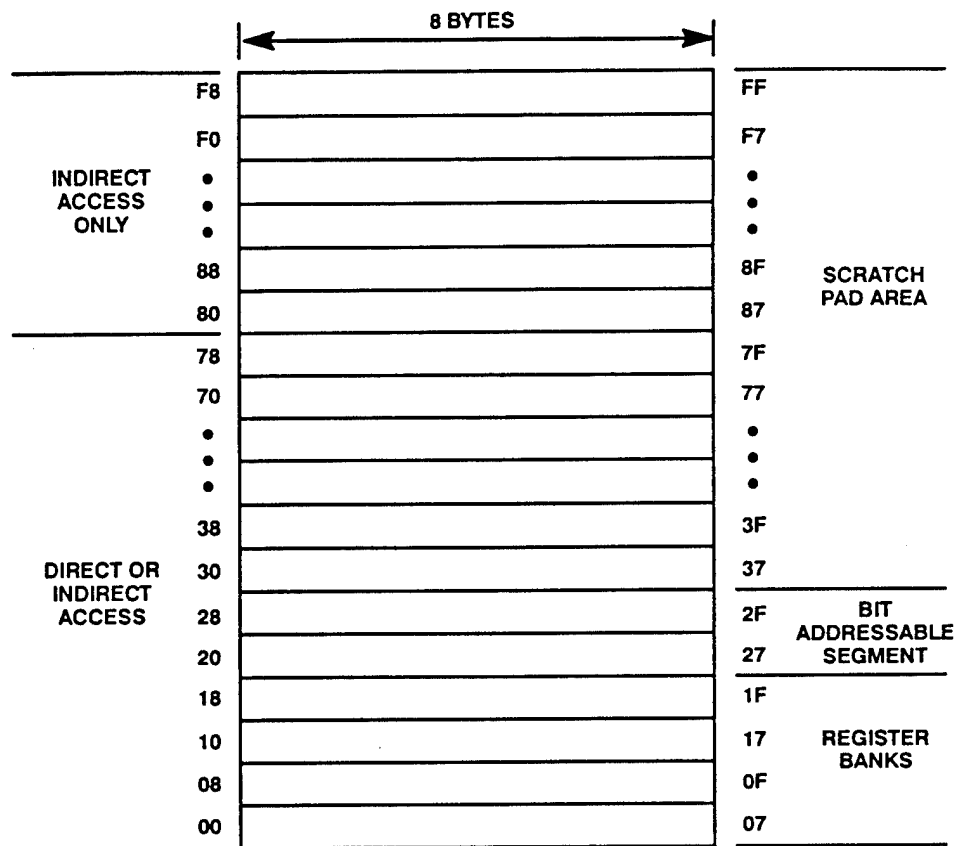 8 BYTES
F8 FF
F0 F7
INDIRECT
ACCESS
ONLY
• •
• •
• •
88 8F
80 87
SCRATCH
PAD AREA
78 7F
70 77
• •
• •
• •
38 3F
30 37
DIRECT OR
INDIRECT
ACCESS
28 2F
20 27
BIT
ADDRESSABLE
SEGMENT
18 1F
10 17
REGISTER
BANKS
08 0F
00 07